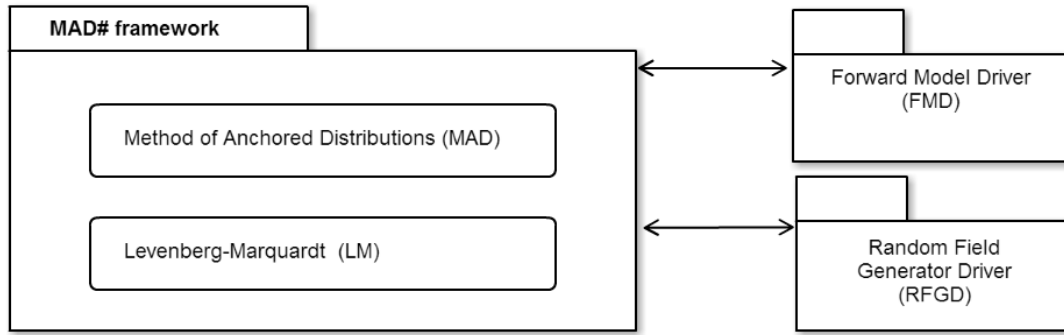 MAD# framework
Method of Anchored Distributions (MAD)
Levenberg-Marquardt (LM)
Forward Model Driver
(FMD)
Random Field
Generator Driver
(RFGD)